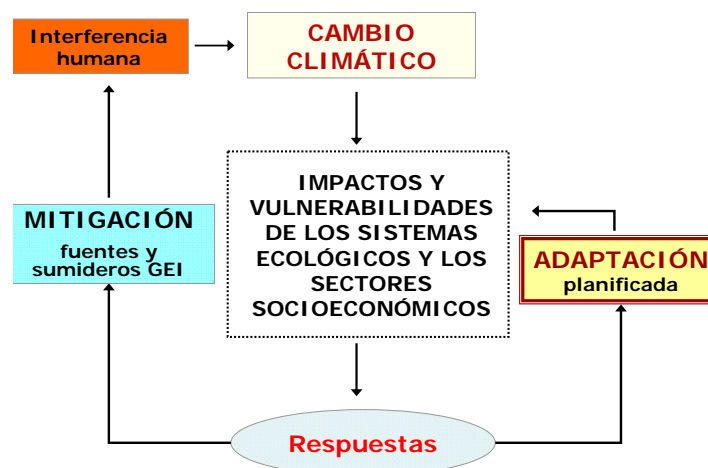 Interferencia
humana
CAMBIO
CLIMÁTICO
IMPACTOS Y
VULNERABILIDADES
DE LOS SISTEMAS
ECOLÓGICOS Y LOS
SECTORES
SOCIOECONÓMICOS
MITIGACIÓN
fuentes y
sumideros GEI
ADAPTACIÓN
planificada
Respuestas